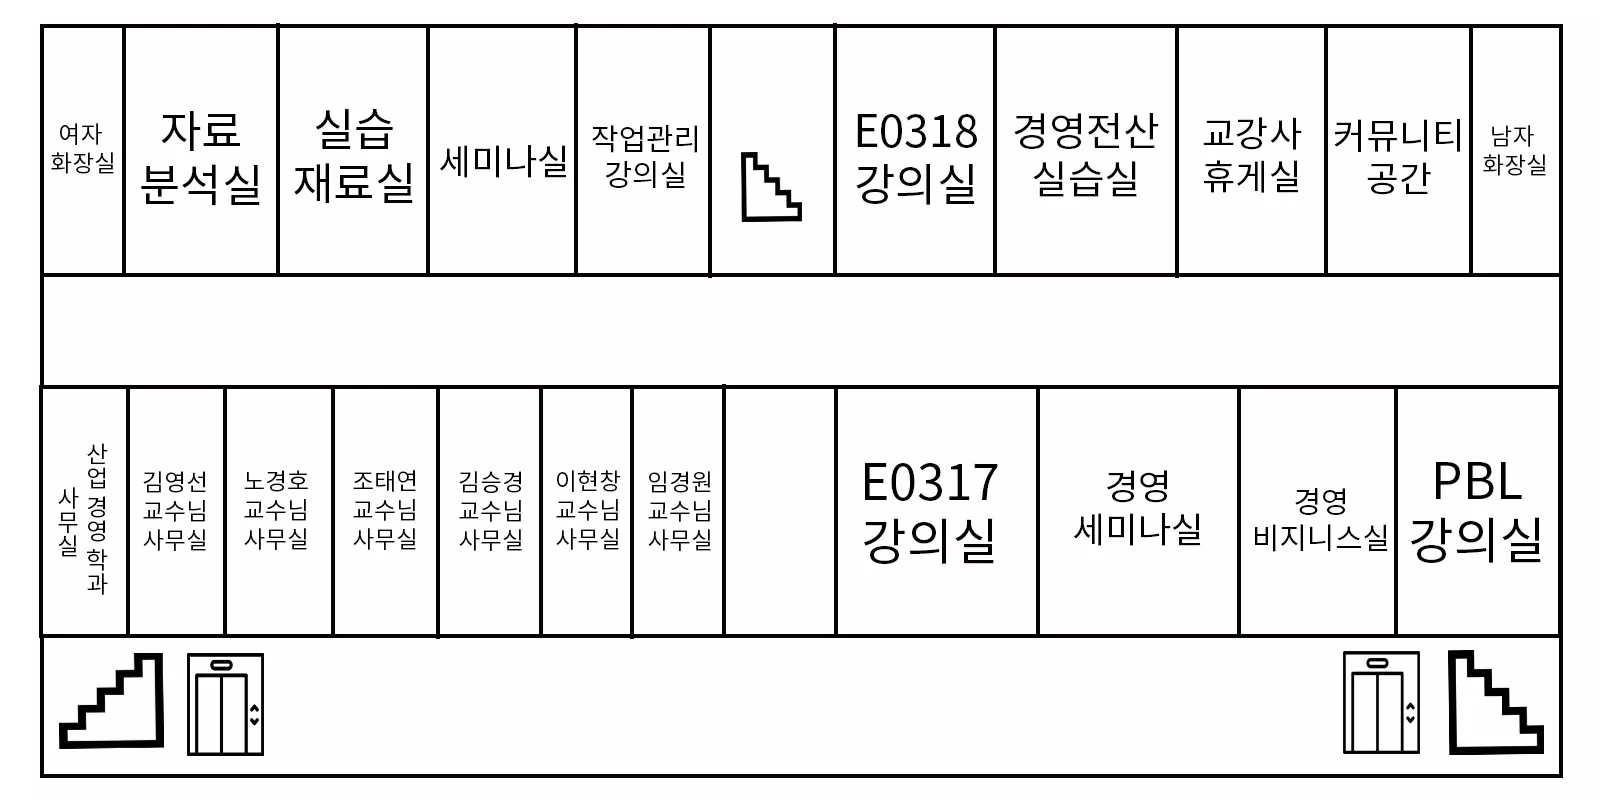 여자
화장실
자료
분석실
실습
재료실
세미나실
작업관리
강의실
E0318
강의실
경영전산
실습실
교강사
휴게실
커뮤니티
공간
남자
화장실
산업 경영 학과
사무실
김영선
교수님
사무실
노경호
교수님
사무실
조태연
교수님
사무실
김승경
교수님
사무실
이현창
교수님
사무실
임경원
교수님
사무실
E0317
강의실
경영
세미나실
경영
비지니스실
PBL
강의실